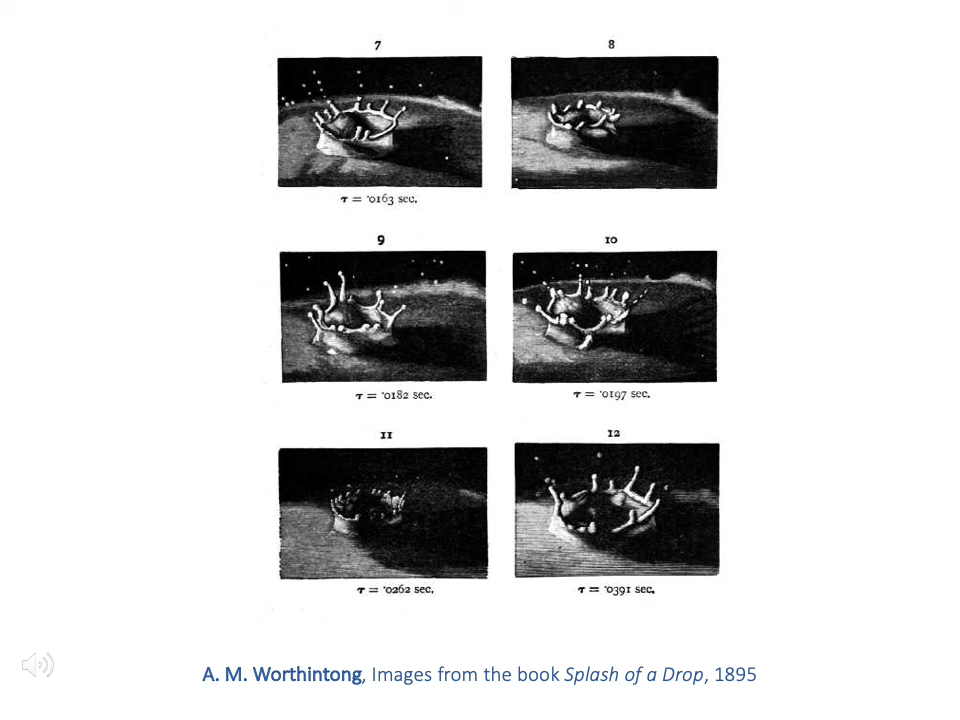 7 8
τ = ·0163 sec.
9 10
τ = ·0182 sec. τ = ·0197 sec.
11 12
τ = ·0262 sec. τ = ·0391 sec.
A. M. Worthintong, Images from the book Splash of a Drop, 1895